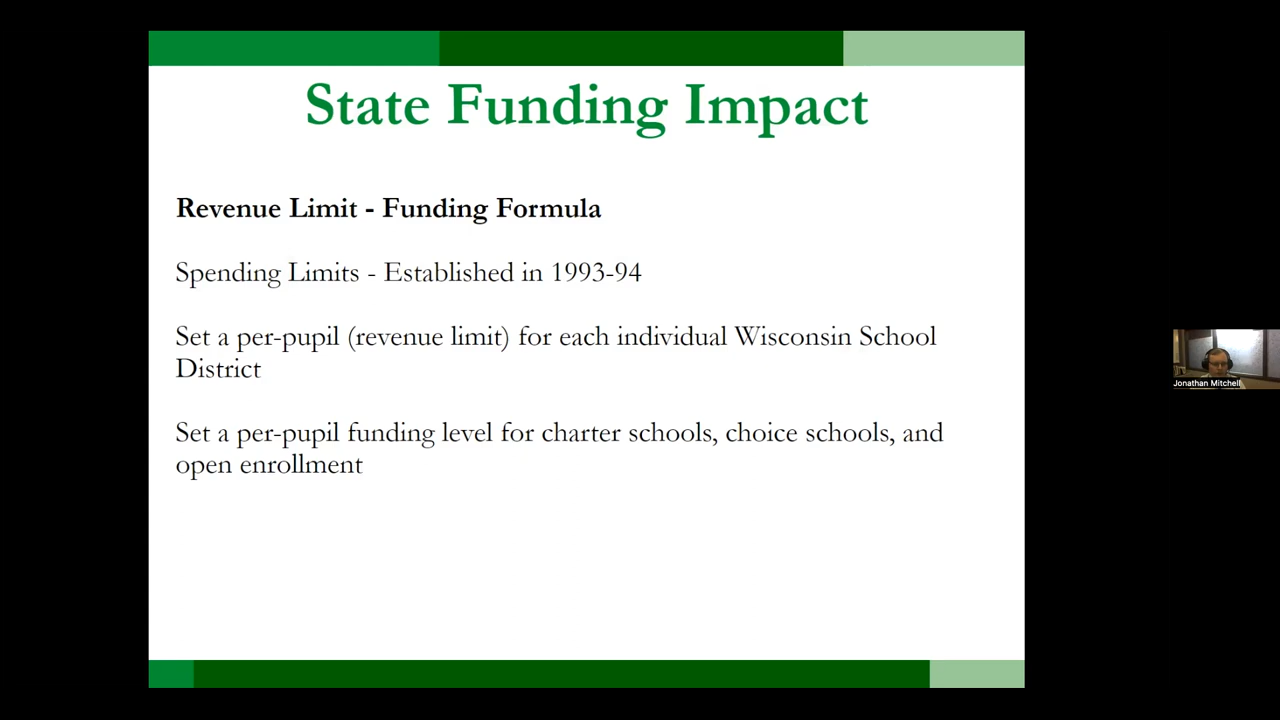 State Funding Impact
Revenue Limit - Funding Formula
Spending Limits - Established in 1993-94
Set a per-pupil (revenue limit) for each individual Wisconsin School
District
Set a per-pupil funding level for charter schools, choice schools, and
open enrollment
Jonathan Mitchell